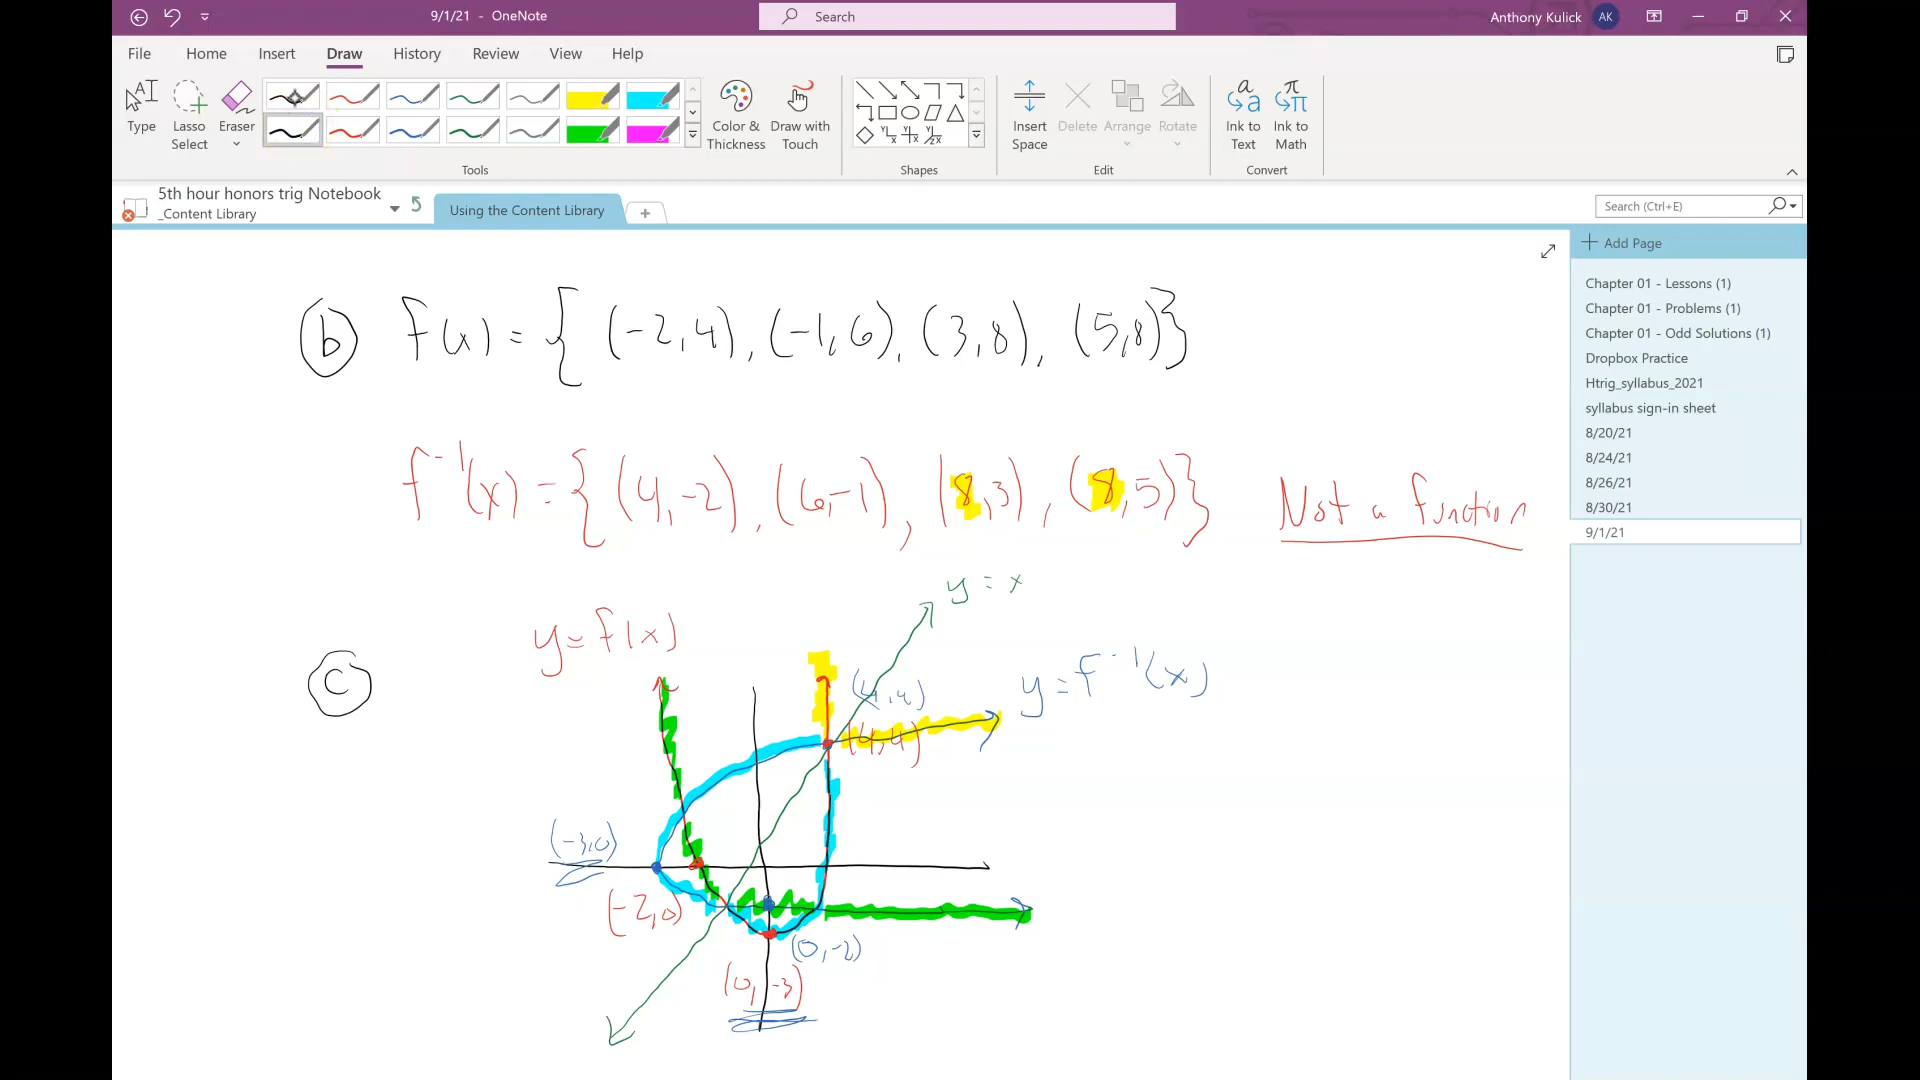 9/1/21 - OneNote
Search
Anthony Kulick AK
File Home Insert Draw History Review View Help
Type
Lasso Select
Eraser
Color & Thickness
Draw with Touch
Insert Space
Delete
Arrange
Rotate
Ink to Text
Ink to Math
Tools Shapes Edit Convert
5th hour honors trig Notebook
_Content Library
Using the Content Library
Search (Ctrl+E)
Add Page
Chapter 01 - Lessons (1)
Chapter 01 - Problems (1)
Chapter 01 - Odd Solutions (1)
Dropbox Practice
Htrig_syllabus_2021
syllabus sign-in sheet
8/20/21
8/24/21
8/26/21
8/30/21
9/1/21
(b) f(x) = { (-2,4), (-1,6), (3,8), (5,8)}
f⁻¹(x) = { (4,-2), (6,-1), (8,3), (8,5)} Not a function
y = x
y = f(x)
(c)
(4,4) y = f⁻¹(x)
(4,4)
(-3,0)
(-2,0)
(0,-2)
(0,-3)